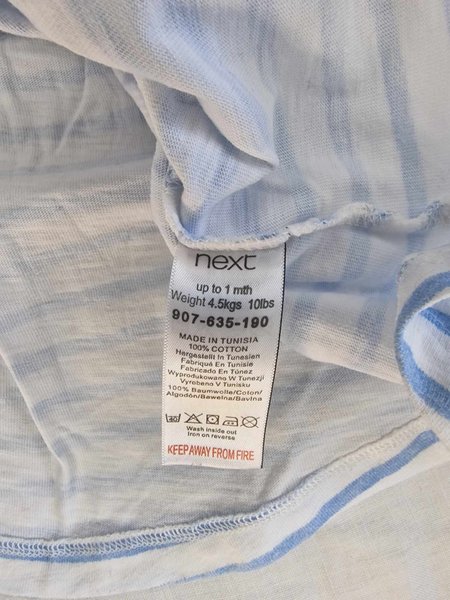 next
up to 1 mth
Weight 4.5kgs 10lbs
907-635-190
MADE IN TUNISIA
100% COTTON
Hergestellt In Tunesien
Fabriqué En Tunisie
Fabricado En Túnez
Wyprodukowano W Tunezji
Vyrobeno V Tunisku
100% Baumwolle/Coton/
Algodón/Bawełna/Bavlna
40
Wash inside out
Iron on reverse
KEEP AWAY FROM FIRE